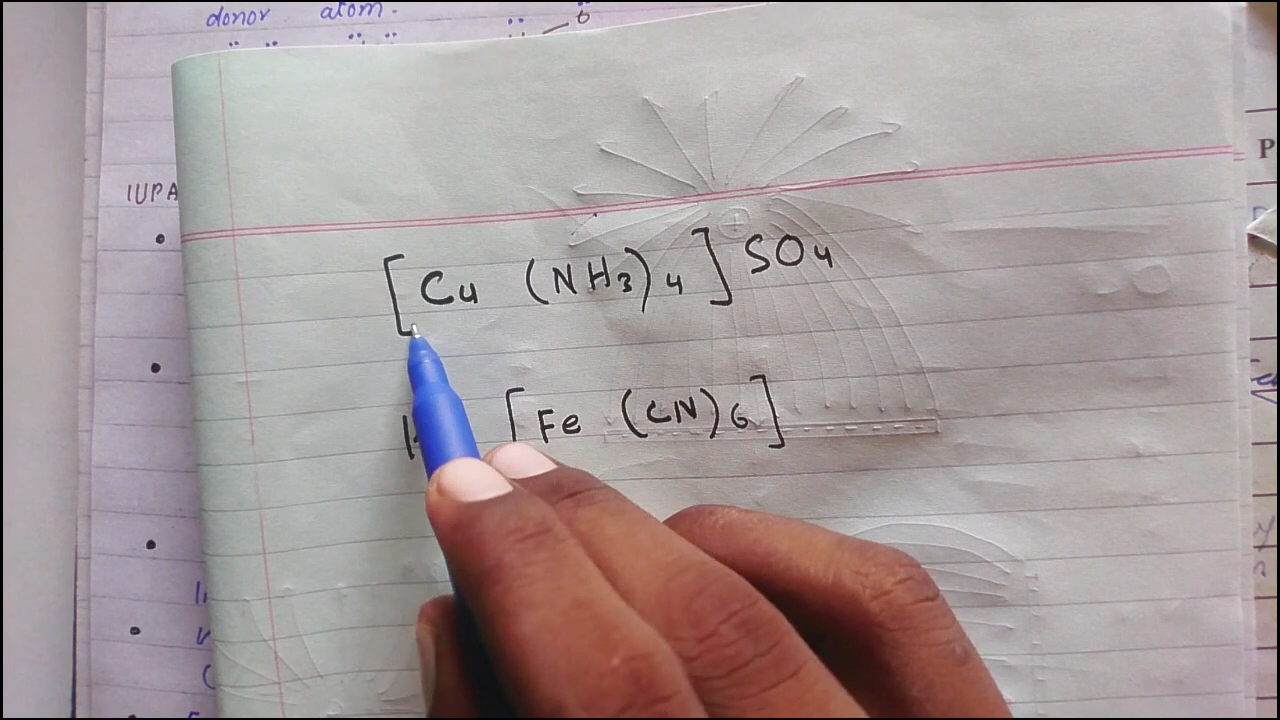 donor atom.
IUPA
[Cu (NH3)4] SO4
[Fe (CN)6]
P